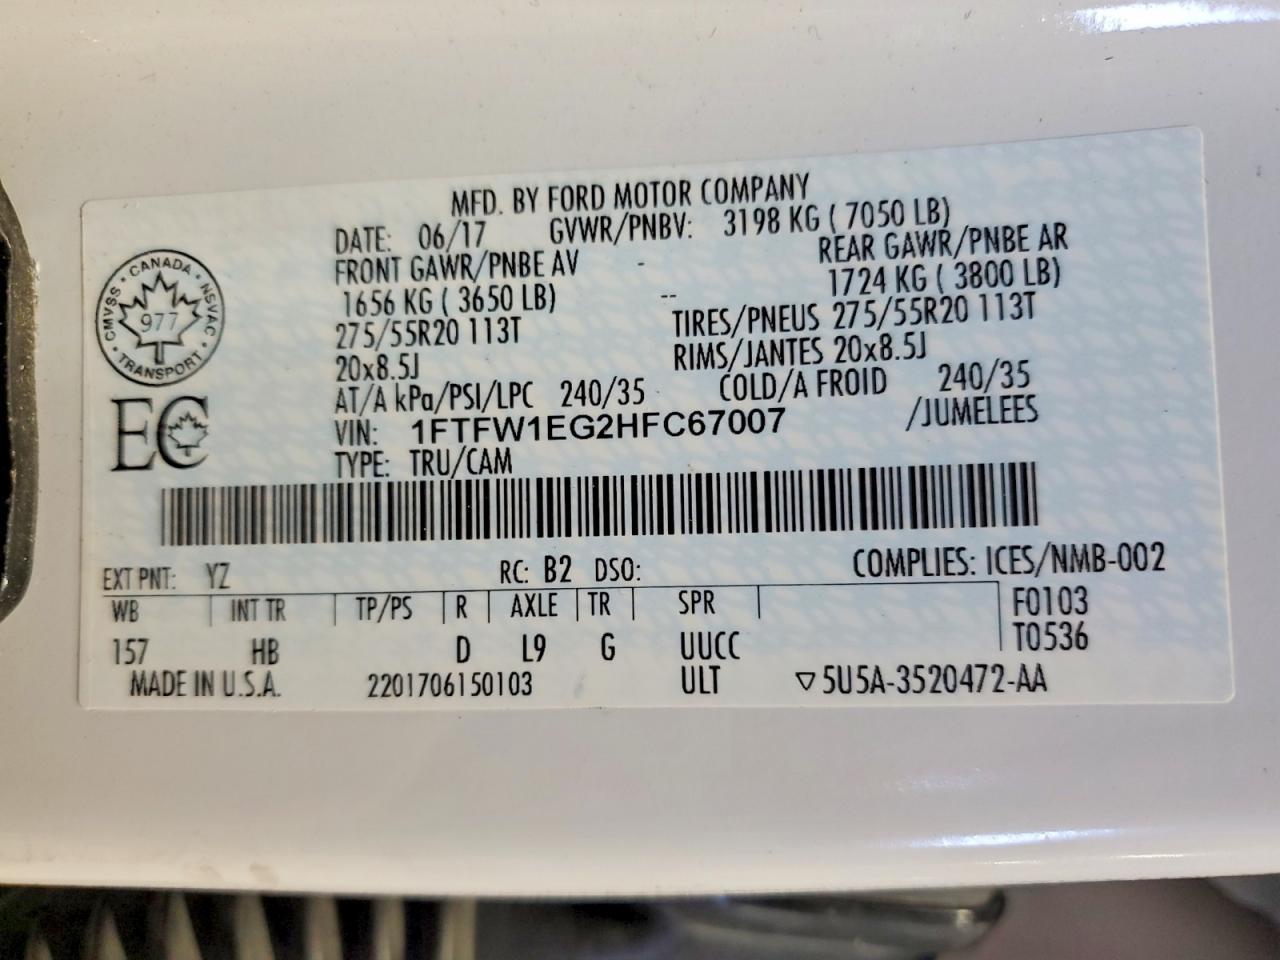 MFD. BY FORD MOTOR COMPANY
DATE: 06/17 GVWR/PNBV: 3198 KG ( 7050 LB)
FRONT GAWR/PNBE AV - REAR GAWR/PNBE AR
1656 KG ( 3650 LB) -- 1724 KG ( 3800 LB)
275/55R20 113T TIRES/PNEUS 275/55R20 113T
20x8.5J RIMS/JANTES 20x8.5J
AT/A kPa/PSI/LPC 240/35 COLD/A FROID 240/35
VIN: 1FTFW1EG2HFC67007 /JUMELEES
TYPE: TRU/CAM
CANADA
CMVSS 977 NSVAC
TRANSPORT
EC
EXT PNT: YZ RC: B2 DSO: COMPLIES: ICES/NMB-002
WB INT TR TP/PS R AXLE TR SPR F0103
157 HB D L9 G UUCC T0536
MADE IN U.S.A. 2201706150103 ULT ▽5U5A-3520472-AA